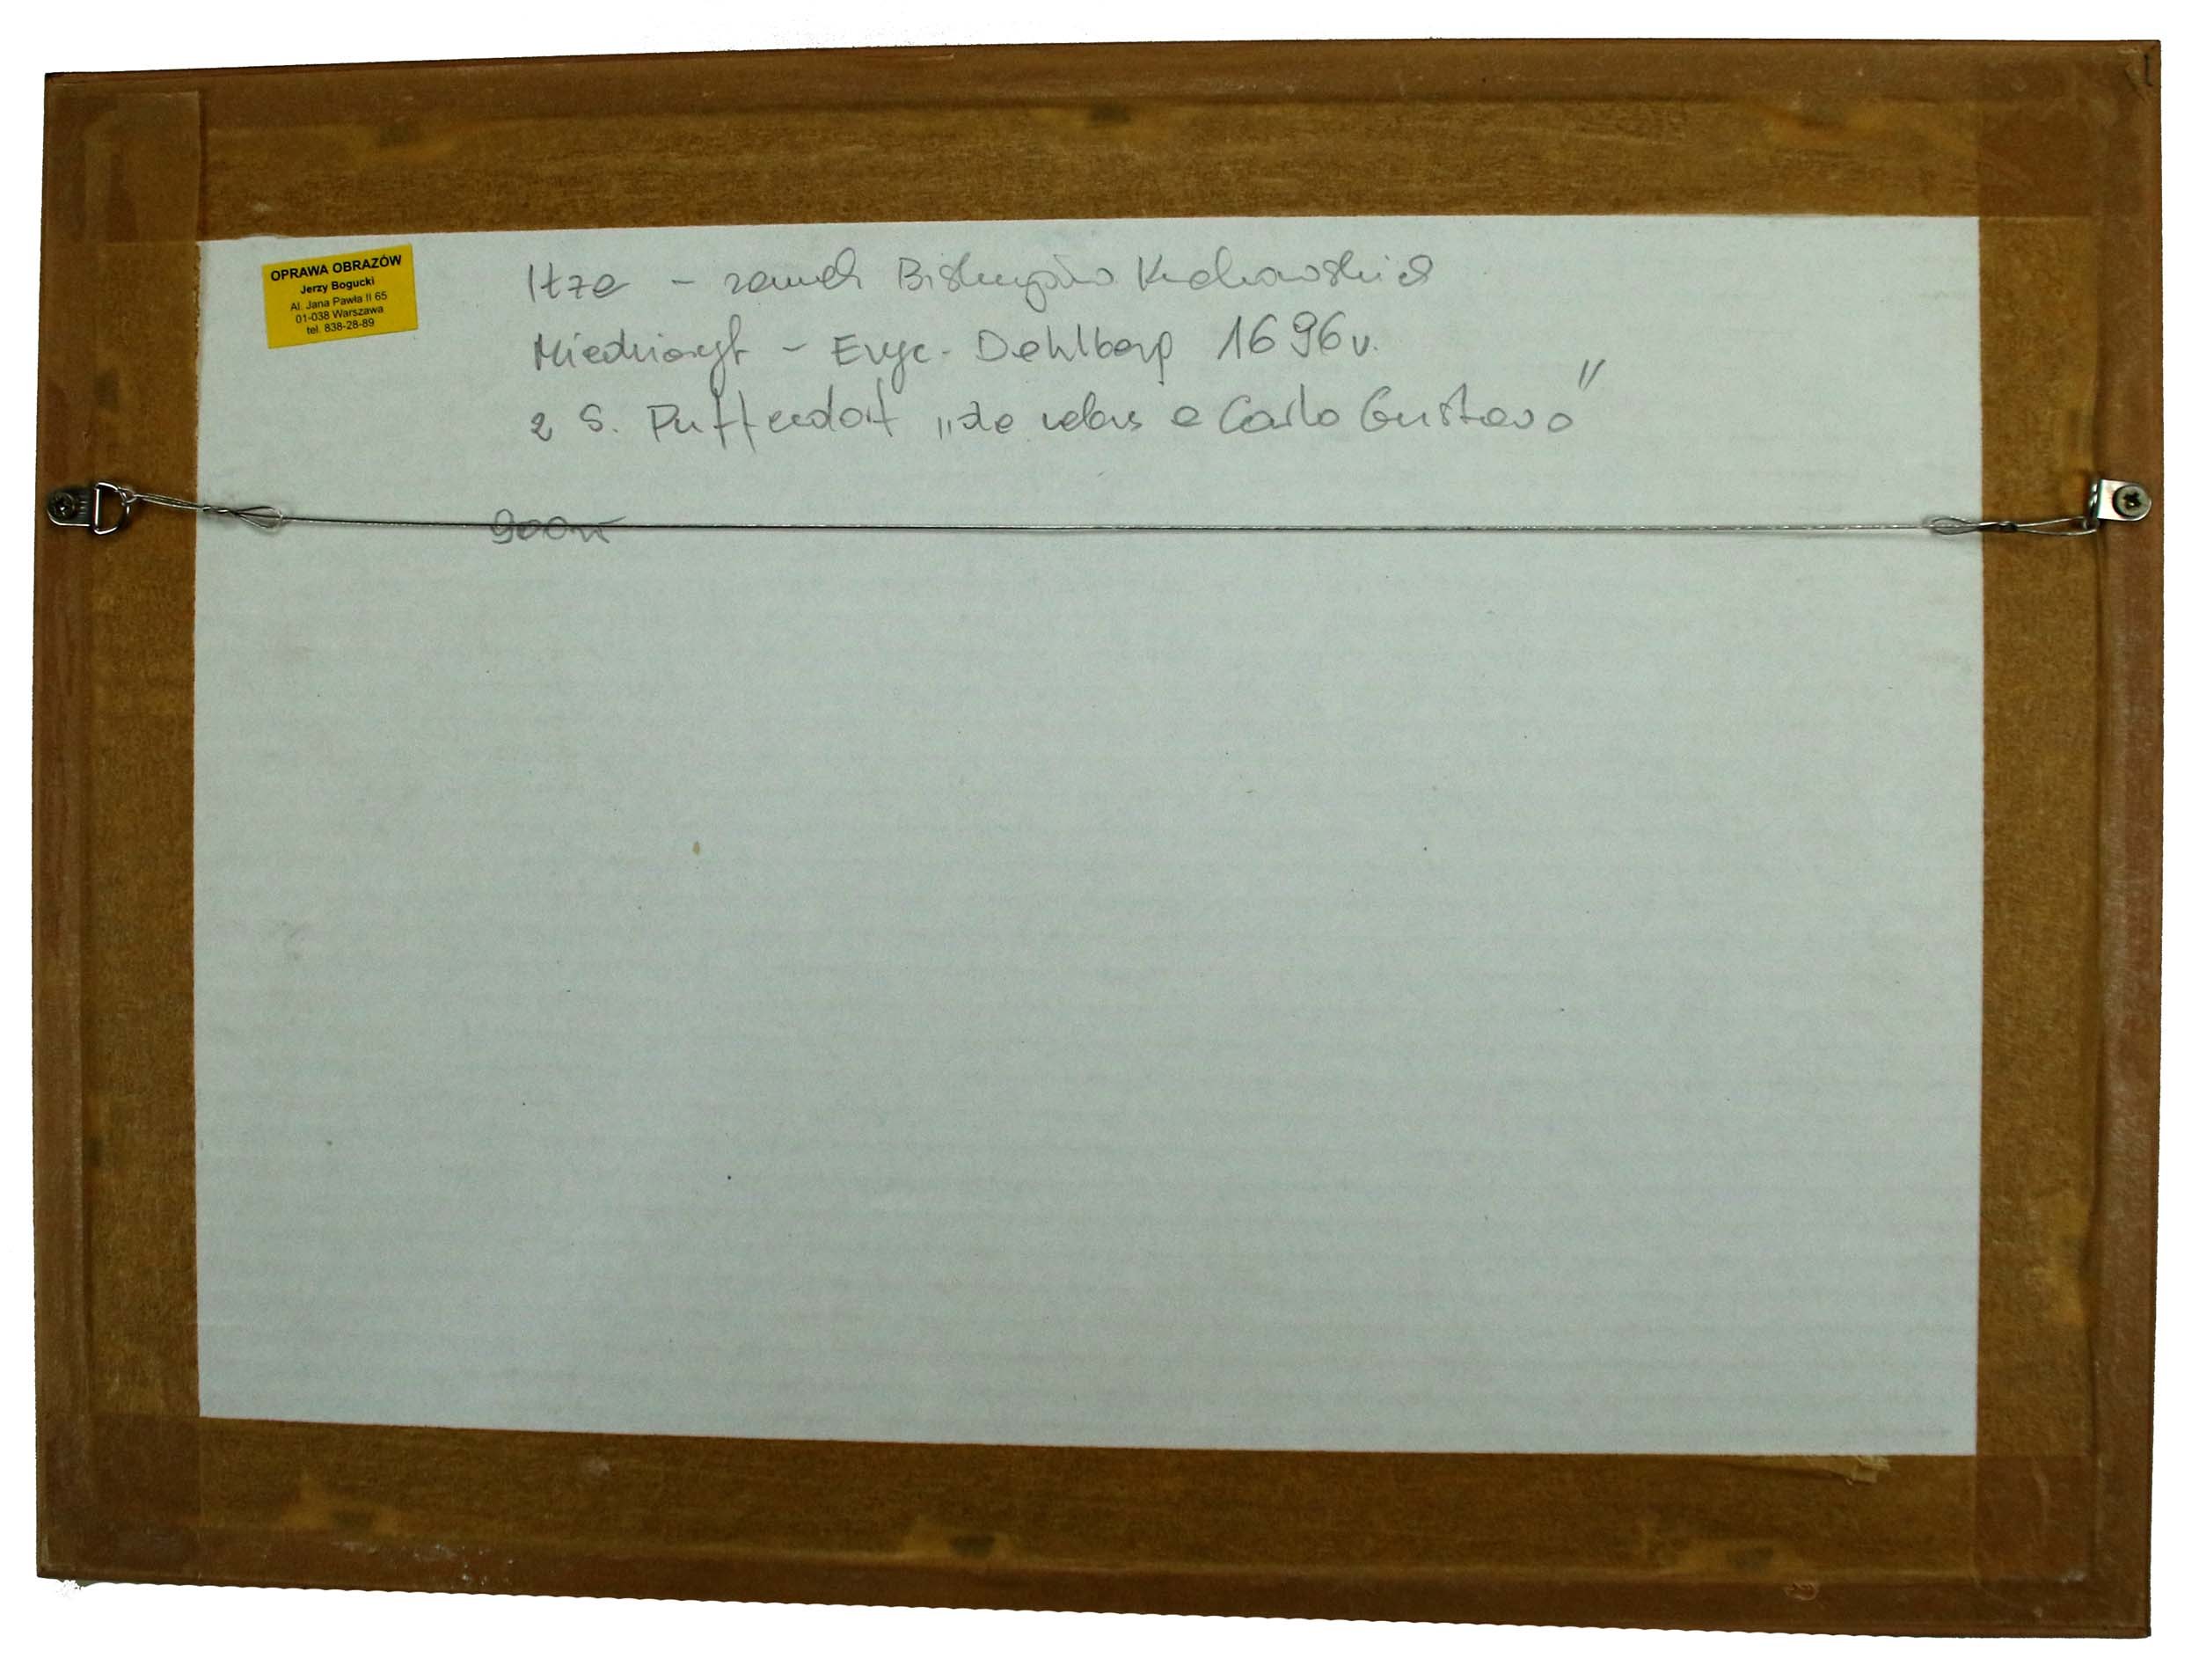 OPRAWA OBRAZÓW
Jerzy Bogucki
Al. Jana Pawła II 65
01-038 Warszawa
tel. 838-28-89
Iłża - zamek Biskupów Krakowskich
Miedzioryt - Eryc. Dahlberg 1696 r.
z S. Puffendorf „de rebus a Carlo Gustavo"